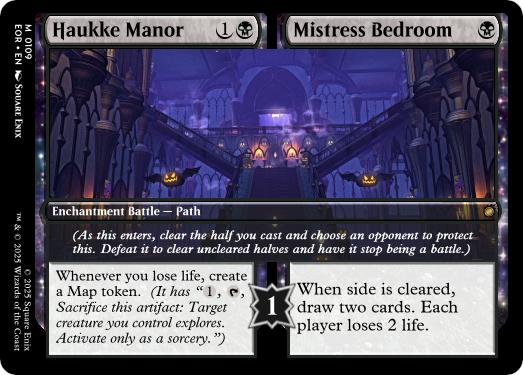 Haukke Manor 1
Mistress Bedroom 1
Enchantment Battle – Path
(As this enters, clear the half you cast and choose an opponent to protect
this. Defeat it to clear uncleared halves and have it stop being a battle.)
Whenever you lose life, create
a Map token. (It has “1, T,
Sacrifice this artifact: Target
creature you control explores.
Activate only as a sorcery.”)
1
When side is cleared,
draw two cards. Each
player loses 2 life.
M 0109
EOR • EN SQUARE ENIX
™ & © 2025 Wizards of the Coast
© 2025 Square Enix